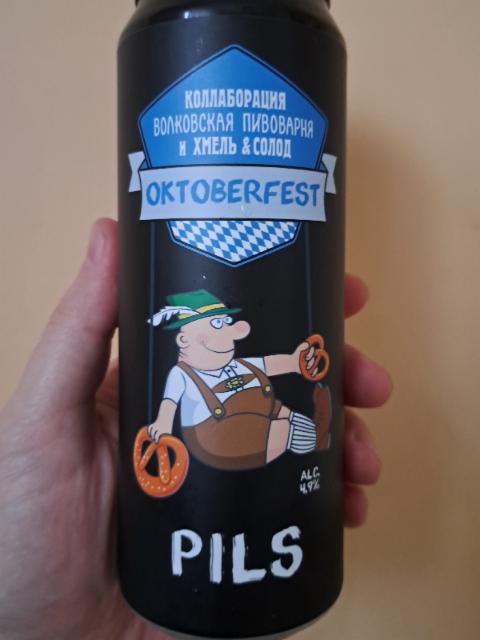 КОЛЛАБОРАЦИЯ
ВОЛКОВСКАЯ ПИВОВАРНЯ
И ХМЕЛЬ & СОЛОД
OKTOBERFEST
ALC.
4,9%
PILS